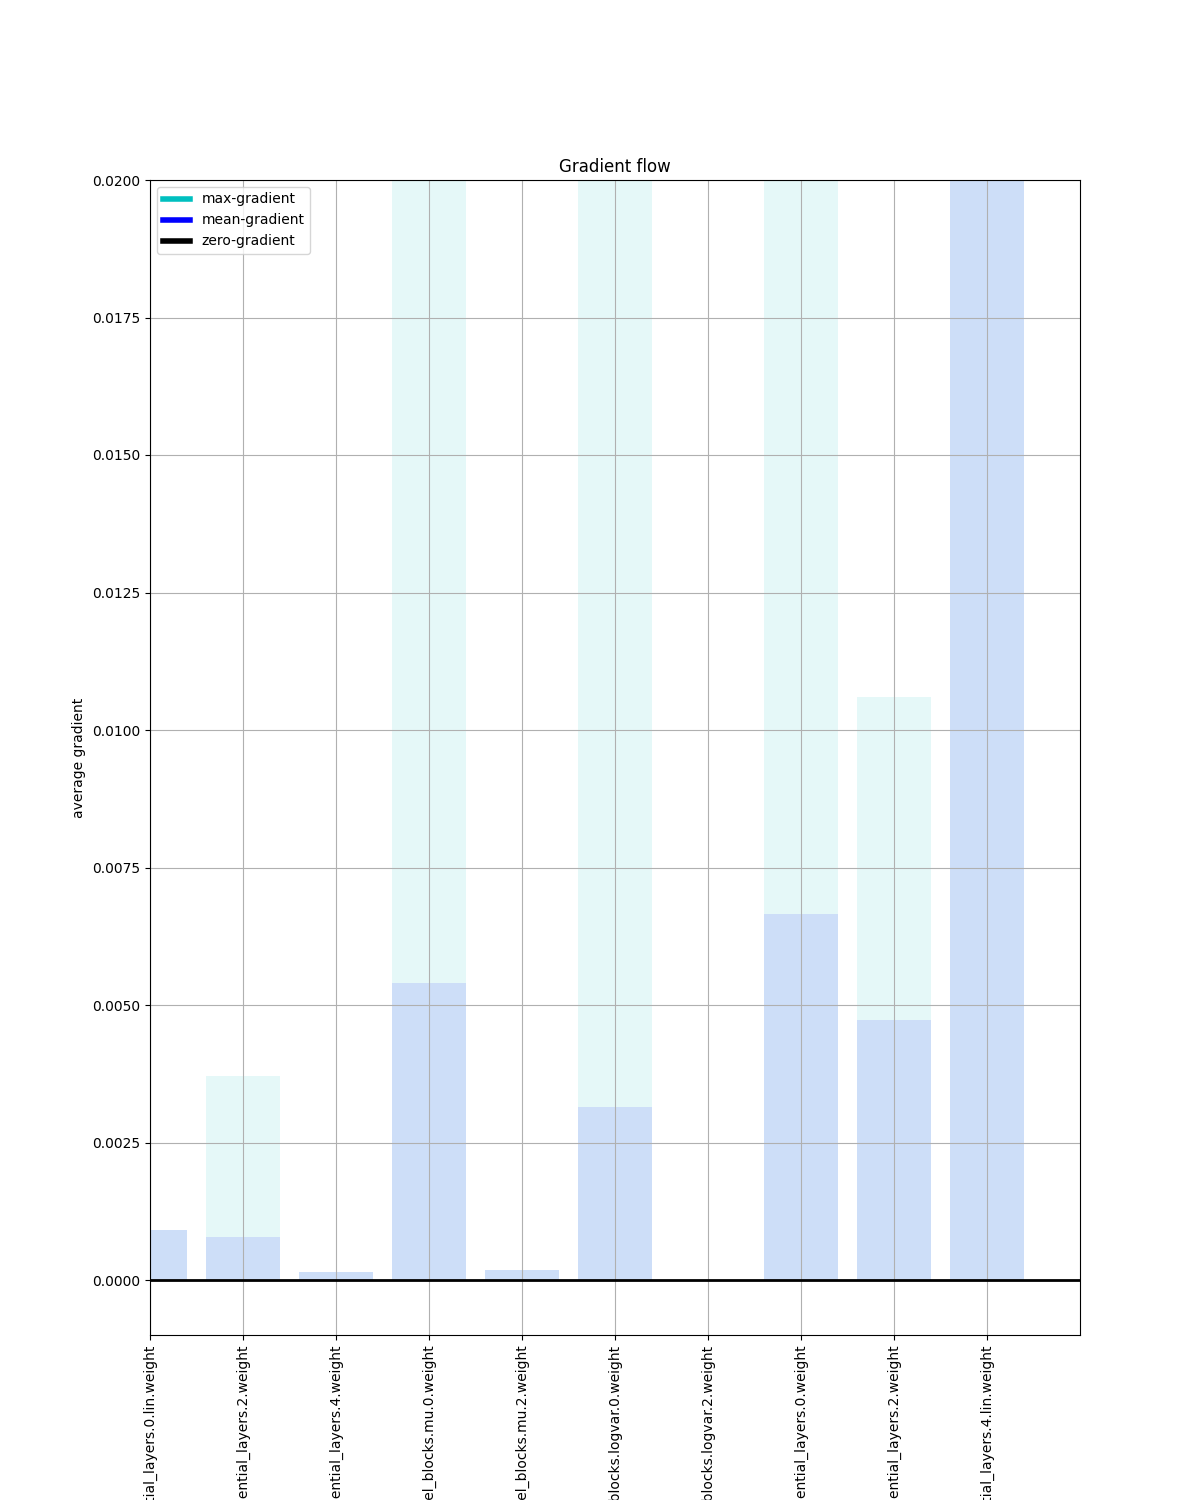 Gradient flow
max-gradient
mean-gradient
zero-gradient
0.0200
0.0175
0.0150
0.0125
0.0100
0.0075
0.0050
0.0025
0.0000
average gradient
tial_layers.0.lin.weight
ential_layers.2.weight
ential_layers.4.weight
el_blocks.mu.0.weight
el_blocks.mu.2.weight
blocks.logvar.0.weight
blocks.logvar.2.weight
ential_layers.0.weight
ential_layers.2.weight
tial_layers.4.lin.weight